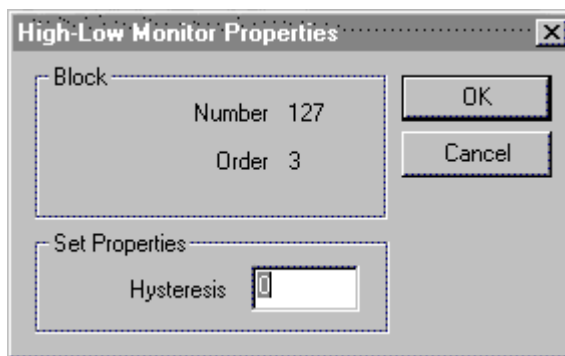 High-Low Monitor Properties
Block
Number 127
Order 3
OK
Cancel
Set Properties
Hysteresis 0